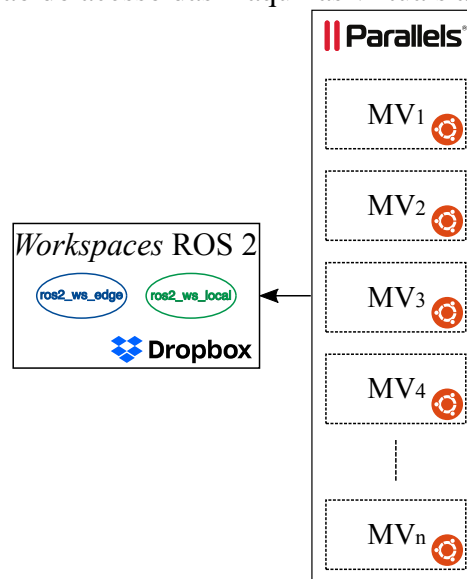 Parallels®
MV1
MV2
Workspaces ROS 2
ros2_ws_edge
ros2_ws_local
MV3
Dropbox
MV4
MVn